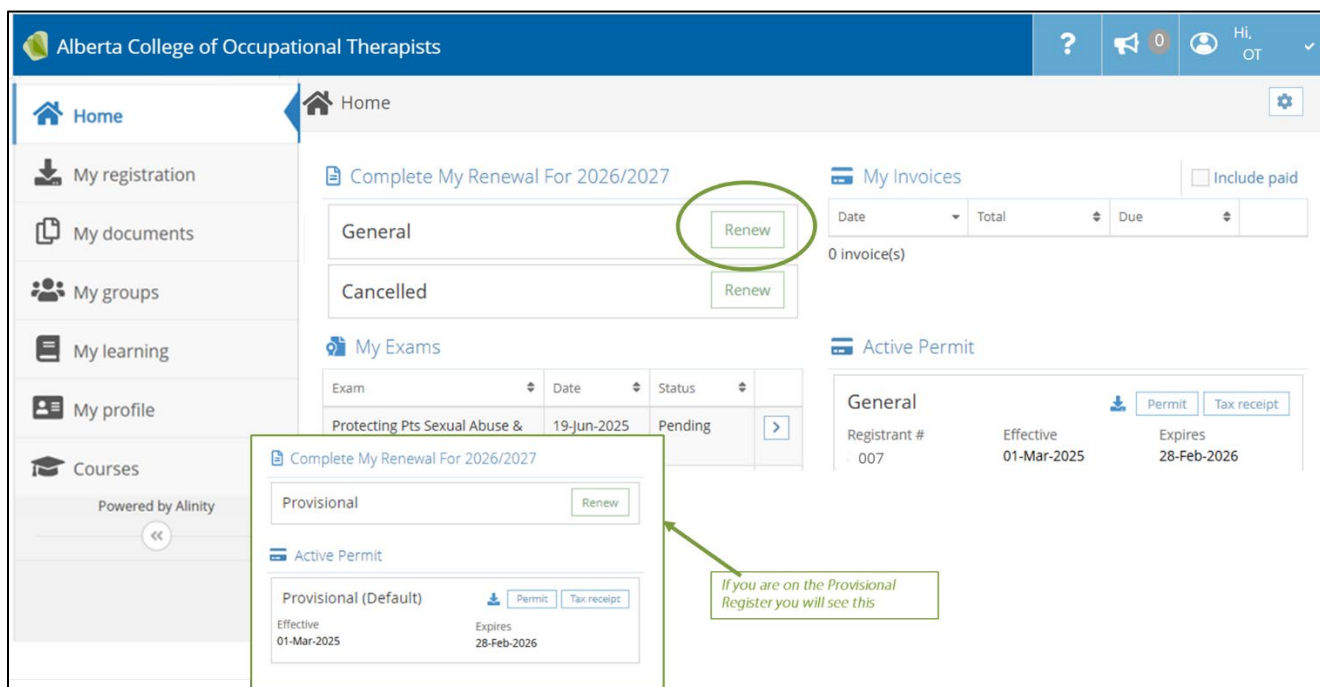 Alberta College of Occupational Therapists
?
0
Hi,
OT
Home
My registration
My documents
My groups
My learning
My profile
Courses
Powered by Alinity
Home
Complete My Renewal For 2026/2027
General
Renew
Cancelled
Renew
My Exams
Exam Date Status
Protecting Pts Sexual Abuse & 19-Jun-2025 Pending
My Invoices
Include paid
Date Total Due
0 invoice(s)
Active Permit
General Permit Tax receipt
Registrant # Effective Expires
007 01-Mar-2025 28-Feb-2026
Complete My Renewal For 2026/2027
Provisional Renew
Active Permit
Provisional (Default) Permit Tax receipt
Effective Expires
01-Mar-2025 28-Feb-2026
If you are on the Provisional
Register you will see this